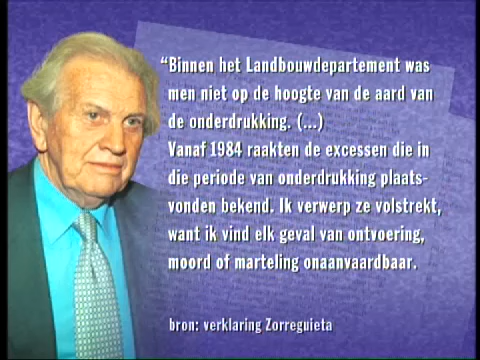 “Binnen het Landbouwdepartement was
men niet op de hoogte van de aard van
de onderdrukking. (...)
Vanaf 1984 raakten de excessen die in
die periode van onderdrukking plaats-
vonden bekend. Ik verwerp ze volstrekt,
want ik vind elk geval van ontvoering,
moord of marteling onaanvaardbaar.
bron: verklaring Zorreguieta